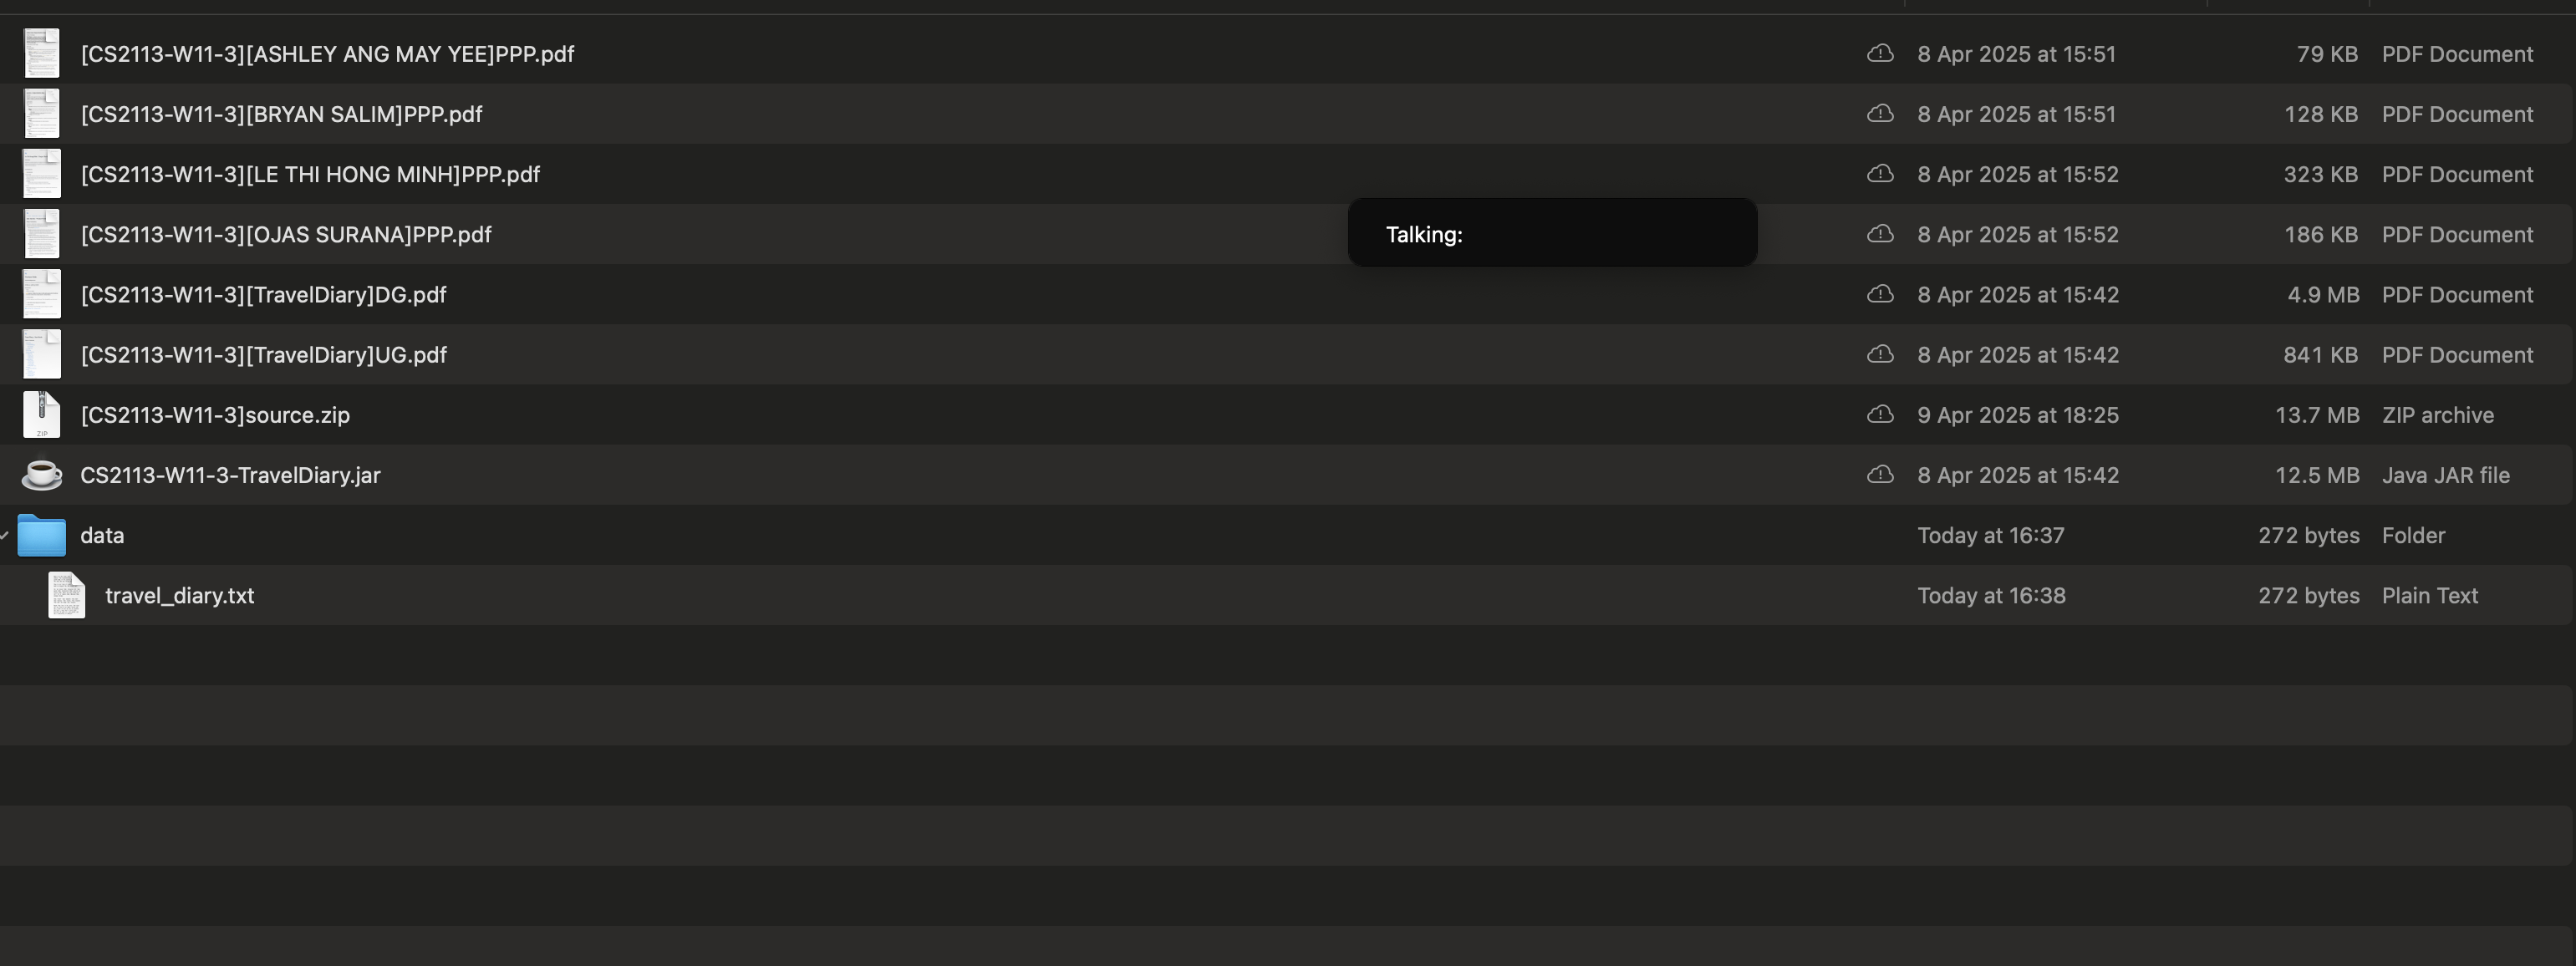 [CS2113-W11-3][ASHLEY ANG MAY YEE]PPP.pdf 8 Apr 2025 at 15:51 79 KB PDF Document
[CS2113-W11-3][BRYAN SALIM]PPP.pdf 8 Apr 2025 at 15:51 128 KB PDF Document
[CS2113-W11-3][LE THI HONG MINH]PPP.pdf 8 Apr 2025 at 15:52 323 KB PDF Document
[CS2113-W11-3][OJAS SURANA]PPP.pdf Talking: 8 Apr 2025 at 15:52 186 KB PDF Document
[CS2113-W11-3][TravelDiary]DG.pdf 8 Apr 2025 at 15:42 4.9 MB PDF Document
[CS2113-W11-3][TravelDiary]UG.pdf 8 Apr 2025 at 15:42 841 KB PDF Document
[CS2113-W11-3]source.zip 9 Apr 2025 at 18:25 13.7 MB ZIP archive
ZIP
CS2113-W11-3-TravelDiary.jar 8 Apr 2025 at 15:42 12.5 MB Java JAR file
data Today at 16:37 272 bytes Folder
travel_diary.txt Today at 16:38 272 bytes Plain Text